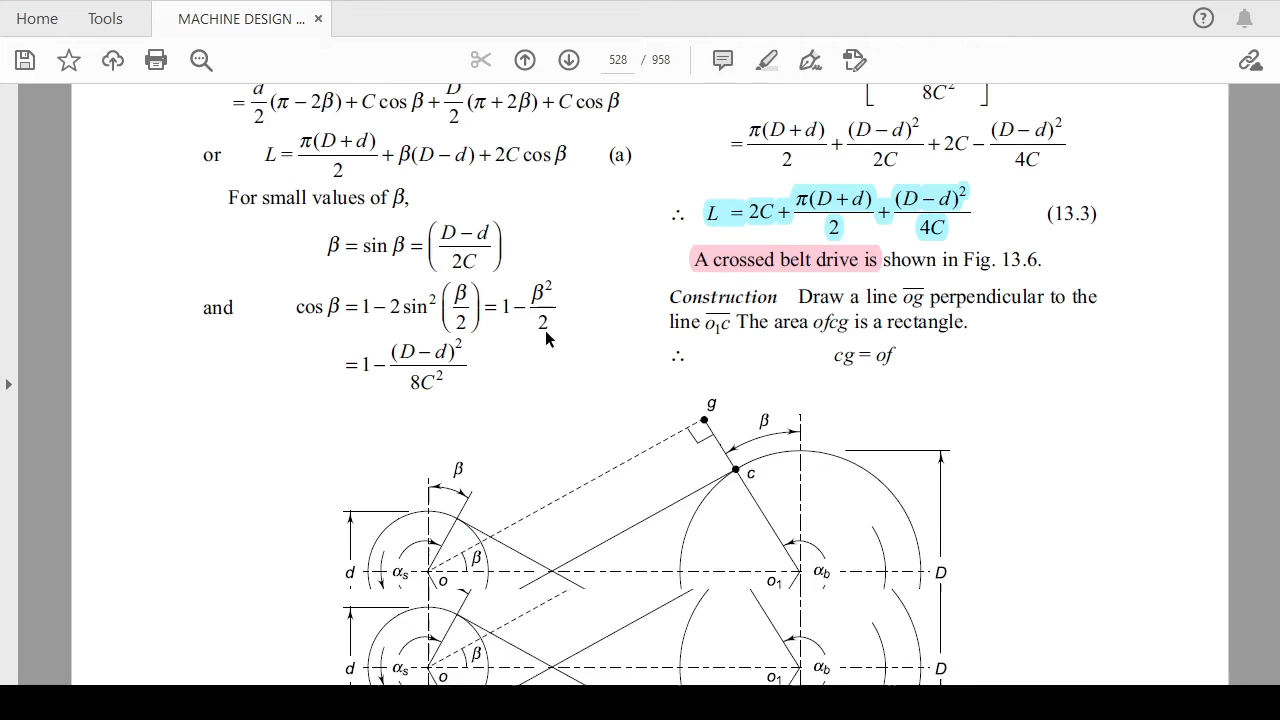 Home Tools MACHINE DESIGN ... ×
528 / 958
= d/2 (π − 2β) + C cos β + D/2 (π + 2β) + C cos β
or L = π(D + d)/2 + β(D − d) + 2C cos β (a)
For small values of β,
β = sin β = ((D − d)/2C)
and cos β = 1 − 2 sin² (β/2) = 1 − β²/2
= 1 − (D − d)²/8C²
[ 8C² ]
= π(D + d)/2 + (D − d)²/2C + 2C − (D − d)²/4C
∴ L = 2C + π(D + d)/2 + (D − d)²/4C (13.3)
A crossed belt drive is shown in Fig. 13.6.
Construction Draw a line o̅g̅ perpendicular to the
line o̅₁c̅ The area ofcg is a rectangle.
∴ cg = of
g
β
β
c
d αs o β o₁ αb D
d αs o β o₁ αb D